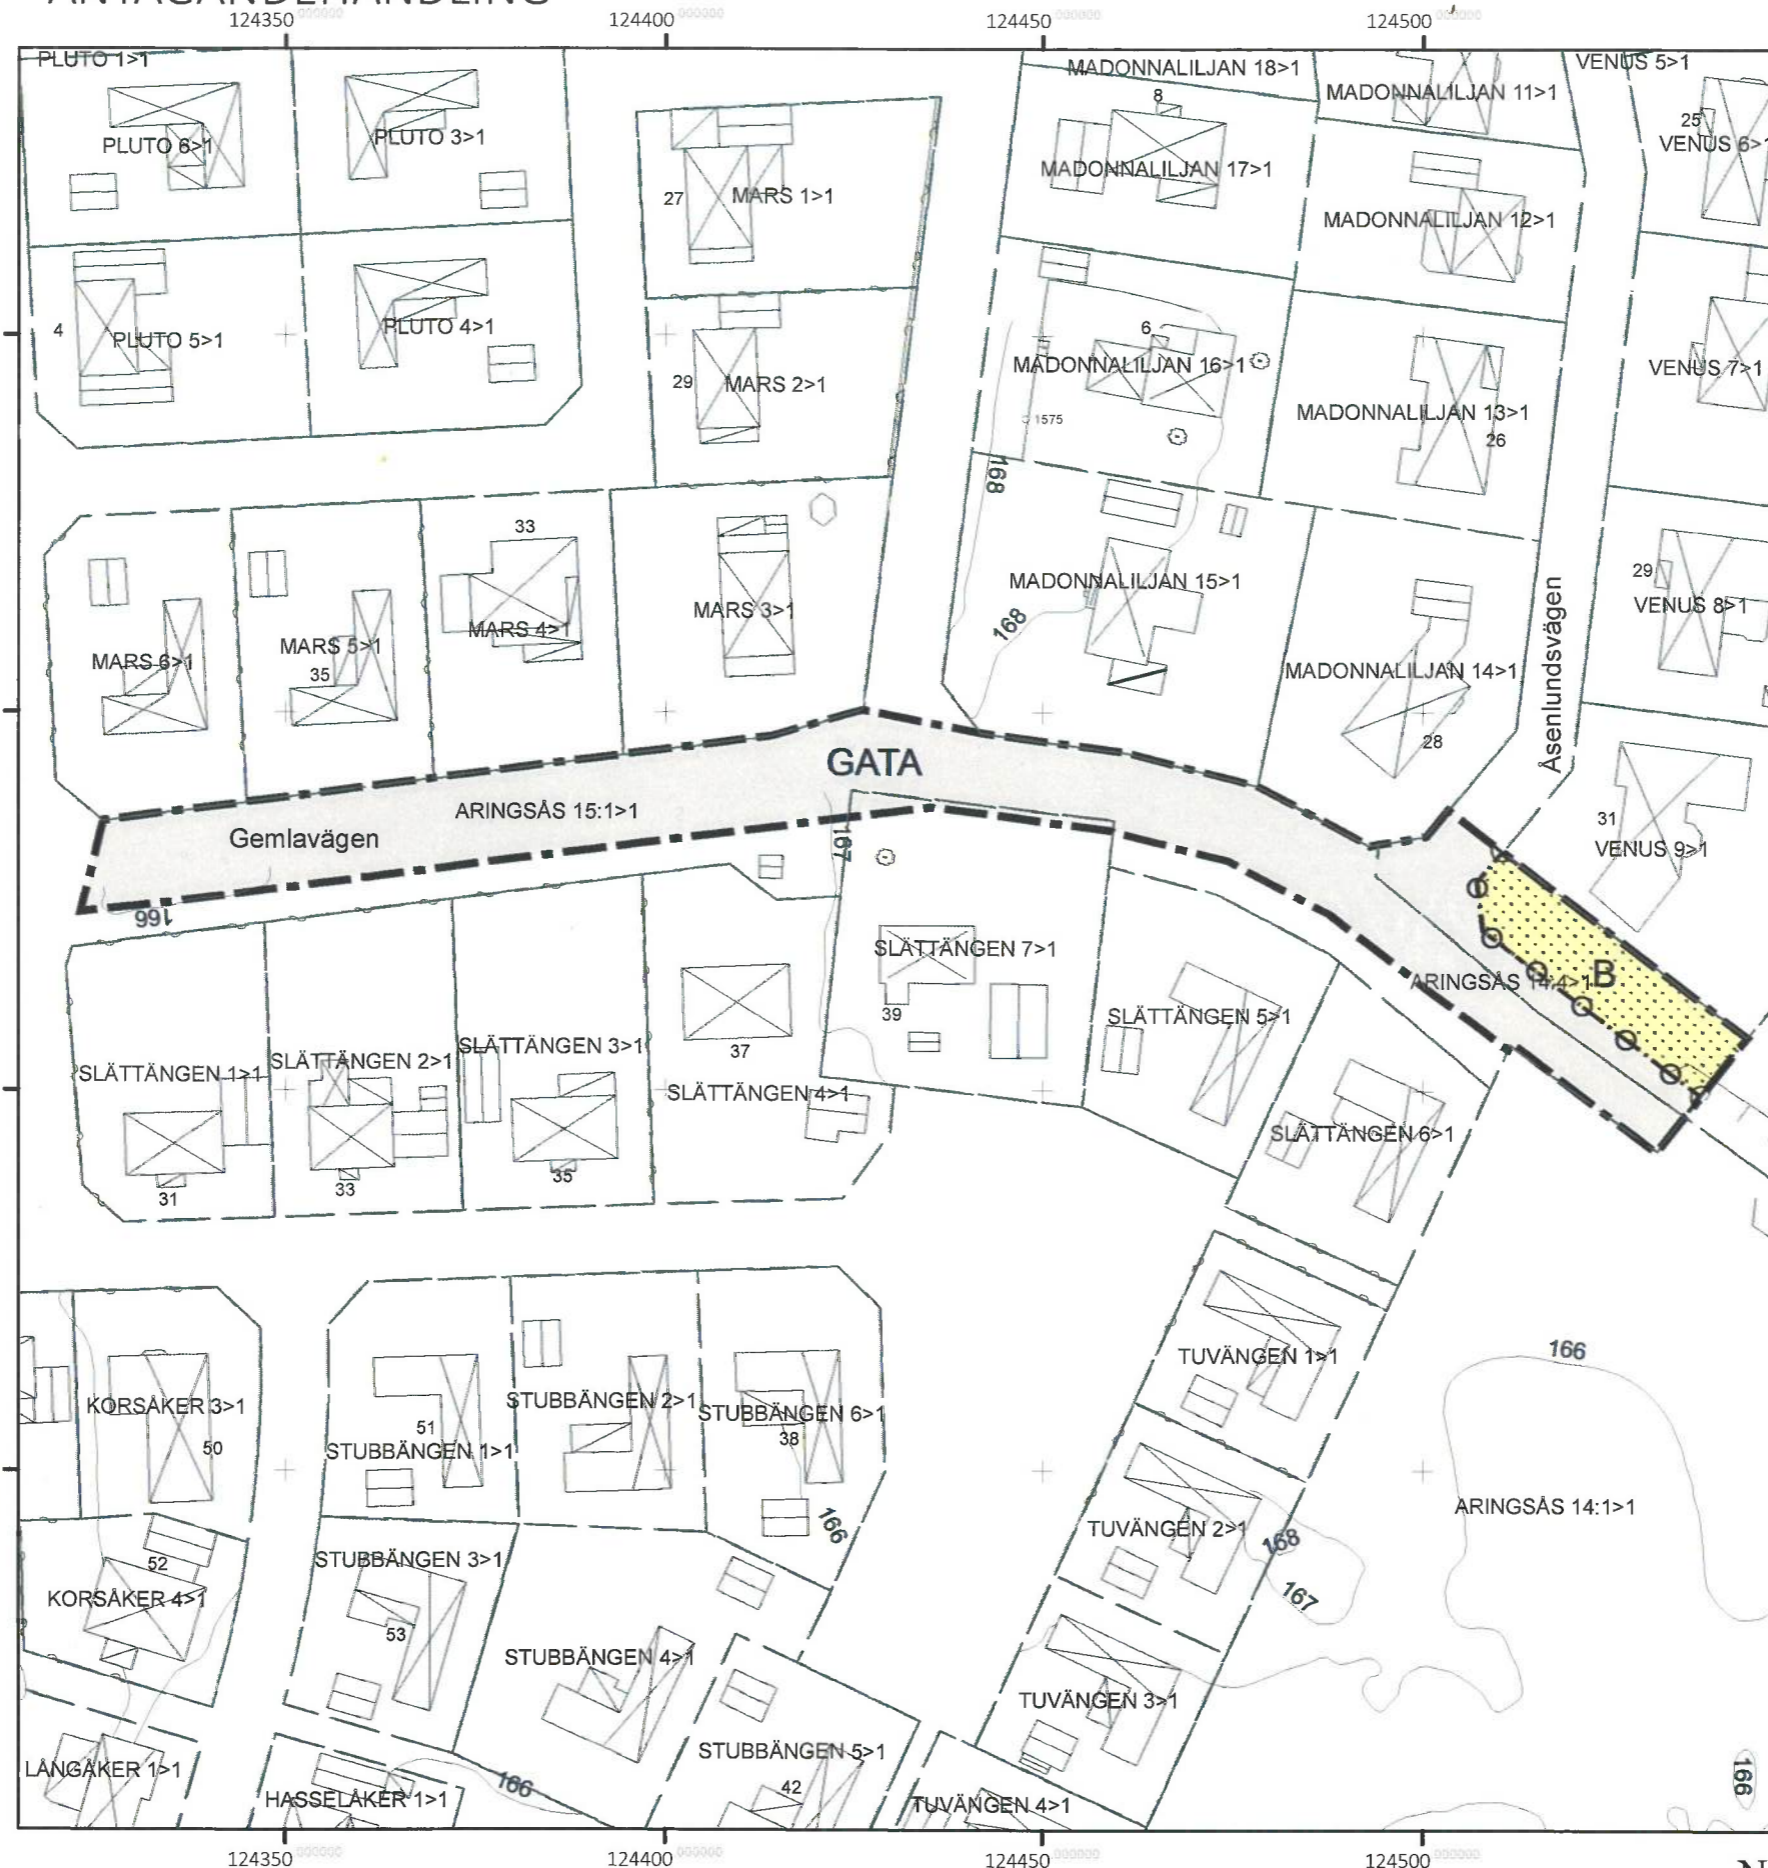 ANTAGANDEHANDLING
124350 .000000 124400 .000000 124450 .000000 124500 .000000
PLUTO 1>1
MADONNALILJAN 18>1
VENUS 5>1
8
MADONNALILJAN 11>1
25
PLUTO 6>1
PLUTO 3>1
VENUS 6>1
MADONNALILJAN 17>1
27
MARS 1>1
MADONNALILJAN 12>1
4
PLUTO 5>1
PLUTO 4>1
6
MADONNALILJAN 16>1
VENUS 7>1
29
MARS 2>1
MADONNALILJAN 13>1
1575
26
168
33
MADONNALILJAN 15>1
29
VENUS 8>1
MARS 3>1
MARS 4>1
168
Åsenlundsvägen
MARS 5>1
35
MARS 6>1
MADONNALILJAN 14>1
28
GATA
ARINGSÅS 15:1>1
31
Gemlavägen
167
VENUS 9>1
166
SLÄTTÄNGEN 7>1
B
ARINGSÅS 14:4>1
39
SLÄTTÄNGEN 5>1
37
SLÄTTÄNGEN 3>1
SLÄTTÄNGEN 2>1
SLÄTTÄNGEN 1>1
SLÄTTÄNGEN 4>1
SLÄTTÄNGEN 6>1
35
33
31
166
TUVÄNGEN 1>1
KORSÅKER 3>1
STUBBÄNGEN 2>1
STUBBÄNGEN 6>1
51
38
50
STUBBÄNGEN 1>1
ARINGSÅS 14:1>1
166
TUVÄNGEN 2>1
168
52
STUBBÄNGEN 3>1
KORSÅKER 4>1
167
53
STUBBÄNGEN 4>1
TUVÄNGEN 3>1
STUBBÄNGEN 5>1
LÅNGÅKER 1>1
166
42
166
HASSELÅKER 1>1
TUVÄNGEN 4>1
124350 .000000 124400 .000000 124450 .000000 124500 .000000
N